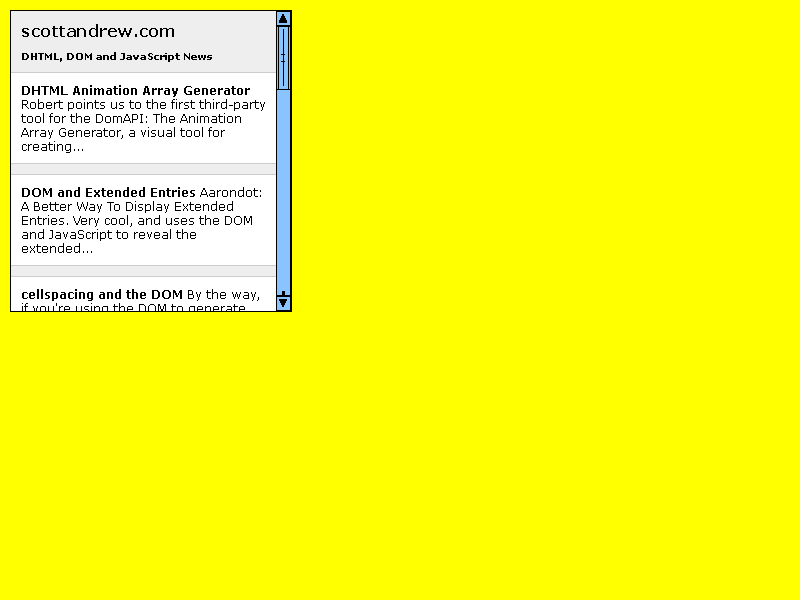 scottandrew.com
DHTML, DOM and JavaScript News
DHTML Animation Array Generator
Robert points us to the first third-party
tool for the DomAPI: The Animation
Array Generator, a visual tool for
creating...
DOM and Extended Entries Aarondot:
A Better Way To Display Extended
Entries. Very cool, and uses the DOM
and JavaScript to reveal the
extended...
cellspacing and the DOM By the way,
if you're using the DOM to generate